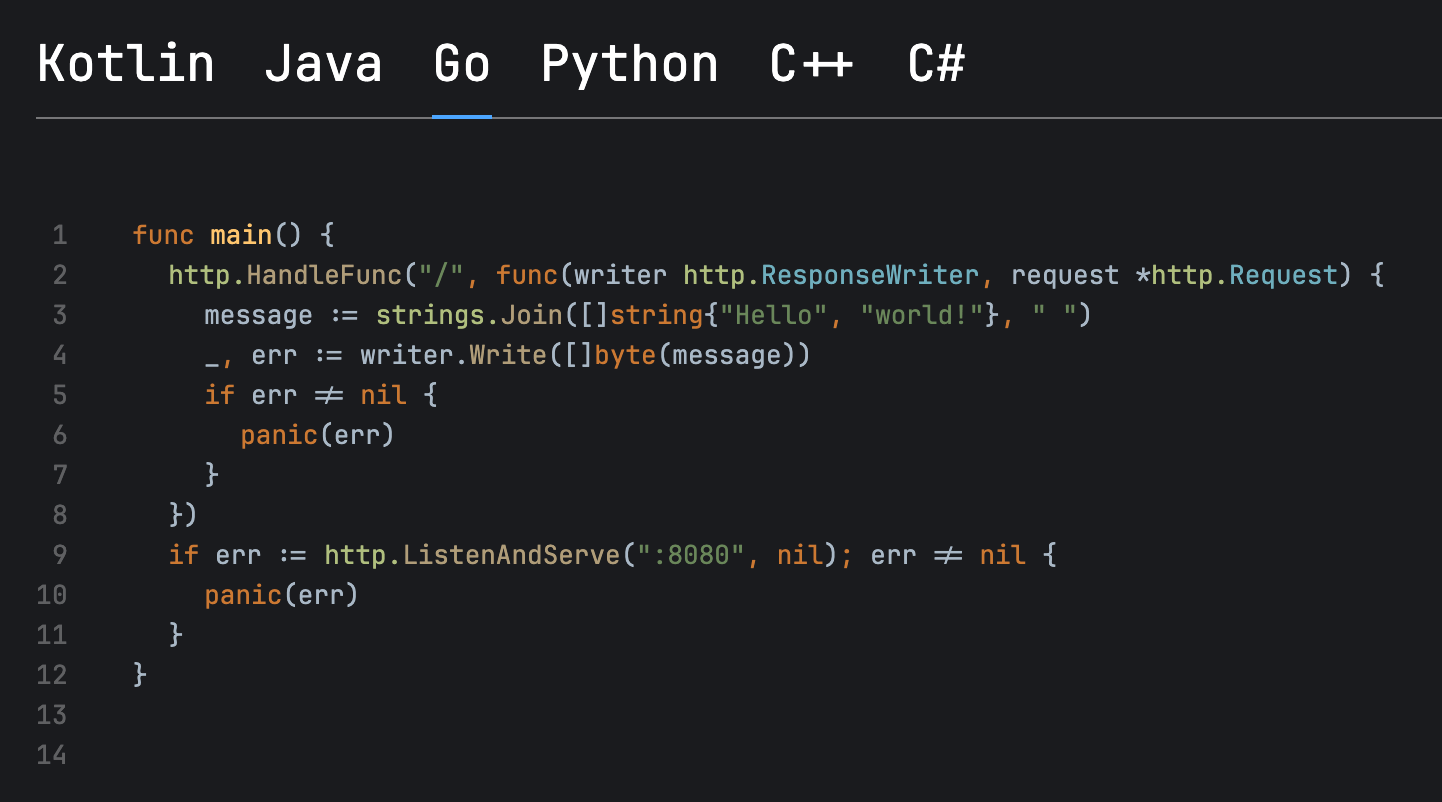 Kotlin Java Go Python C++ C#
1 func main() {
2 http.HandleFunc("/", func(writer http.ResponseWriter, request *http.Request) {
3 message := strings.Join([]string{"Hello", "world!"}, " ")
4 _, err := writer.Write([]byte(message))
5 if err != nil {
6 panic(err)
7 }
8 })
9 if err := http.ListenAndServe(":8080", nil); err != nil {
10 panic(err)
11 }
12 }
13
14